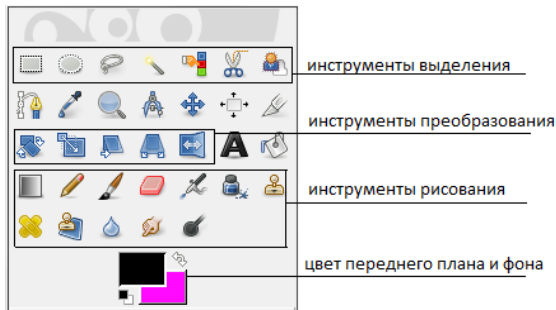 инструменты выделения
инструменты преобразования
инструменты рисования
цвет переднего плана и фона